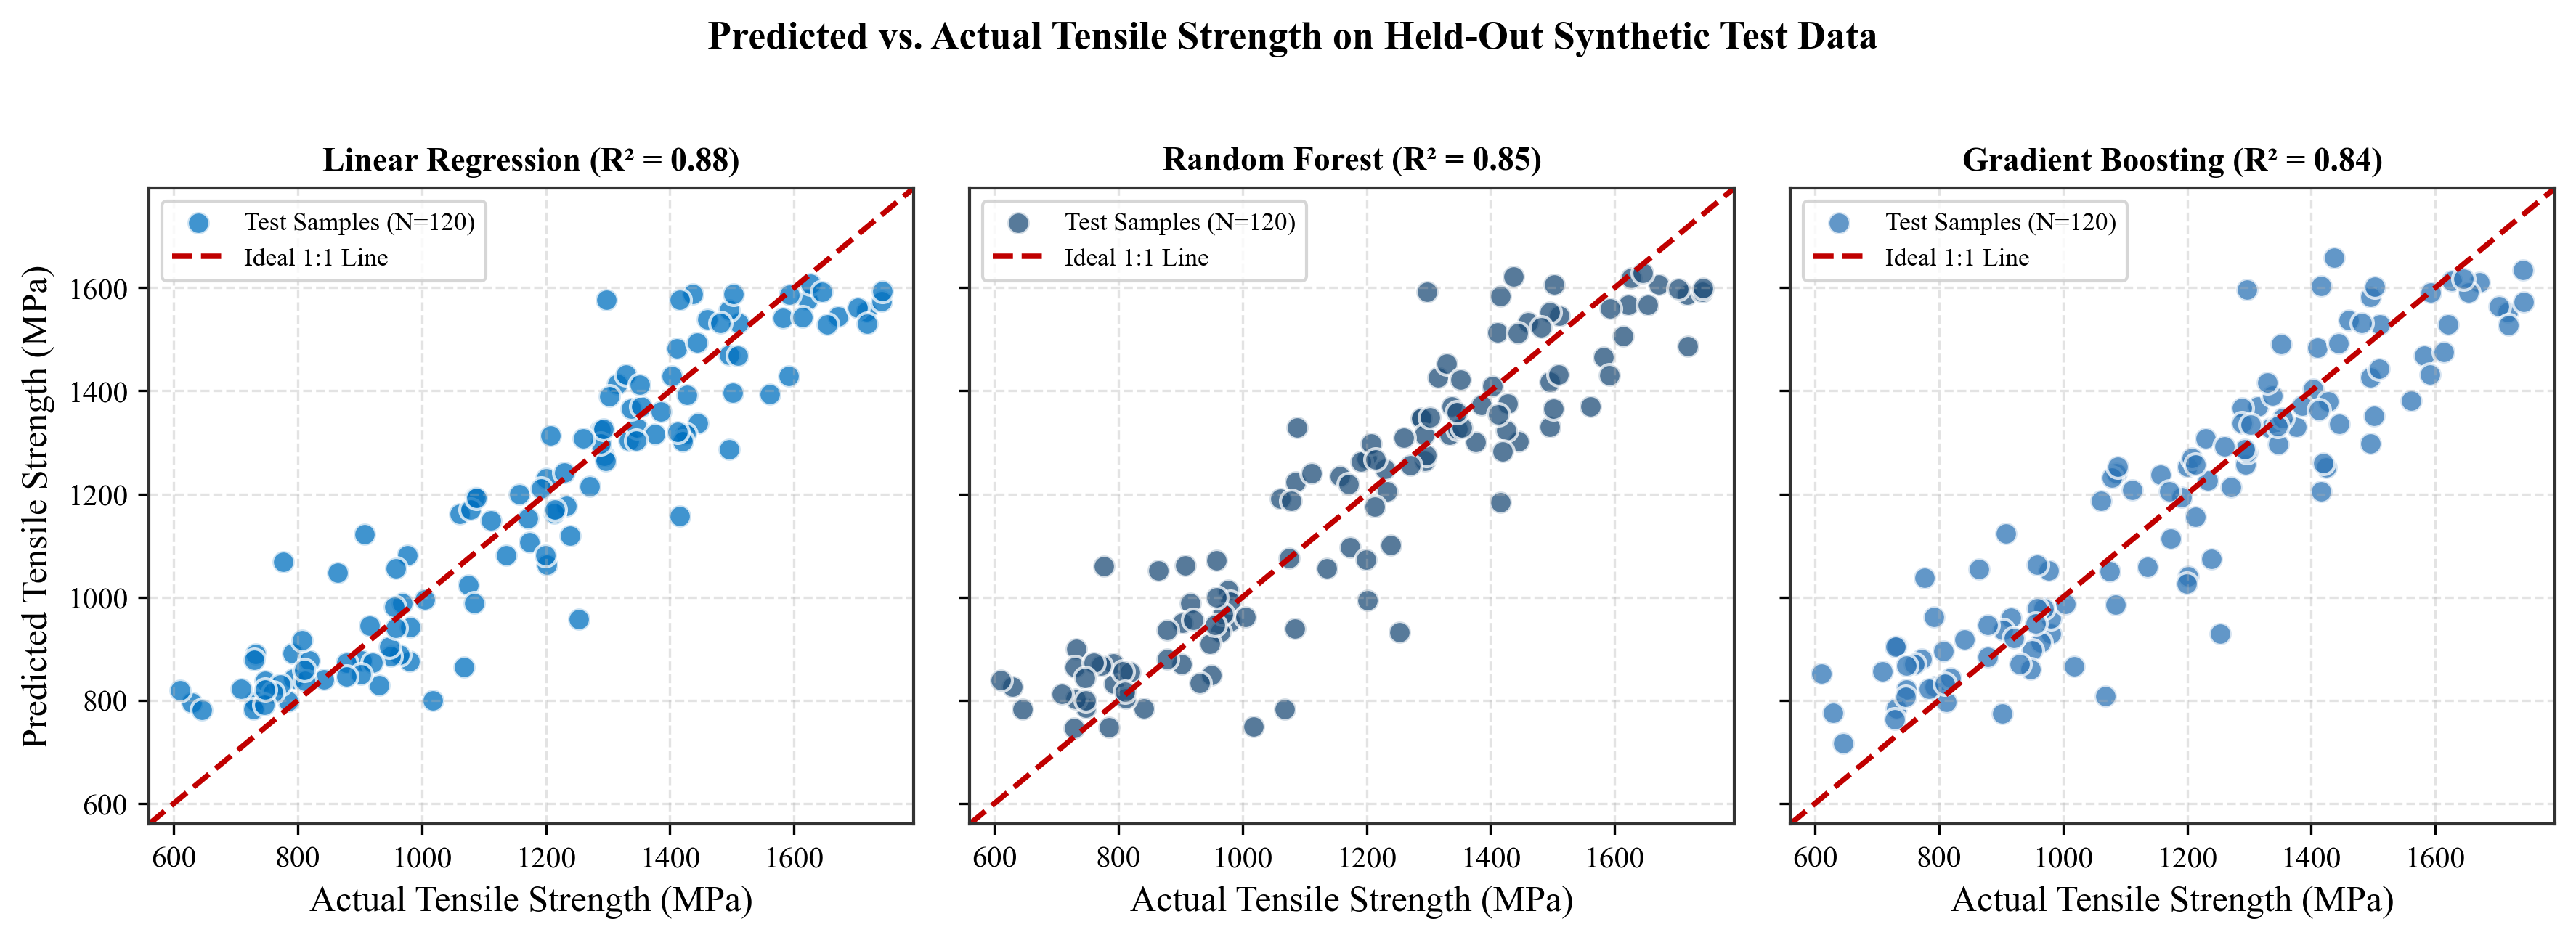 Predicted vs. Actual Tensile Strength on Held-Out Synthetic Test Data
Linear Regression (R² = 0.88)
Test Samples (N=120)
Ideal 1:1 Line
Predicted Tensile Strength (MPa)
1600
1400
1200
1000
800
600
600 800 1000 1200 1400 1600
Actual Tensile Strength (MPa)
Random Forest (R² = 0.85)
Test Samples (N=120)
Ideal 1:1 Line
600 800 1000 1200 1400 1600
Actual Tensile Strength (MPa)
Gradient Boosting (R² = 0.84)
Test Samples (N=120)
Ideal 1:1 Line
600 800 1000 1200 1400 1600
Actual Tensile Strength (MPa)